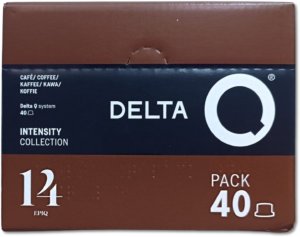 CAFÉ/ COFFEE/
KAFFEE/ KAWA/
KOFFIE
Delta Q system
40
INTENSITY
COLLECTION
DELTA Q®
14
EPIQ
PACK
40